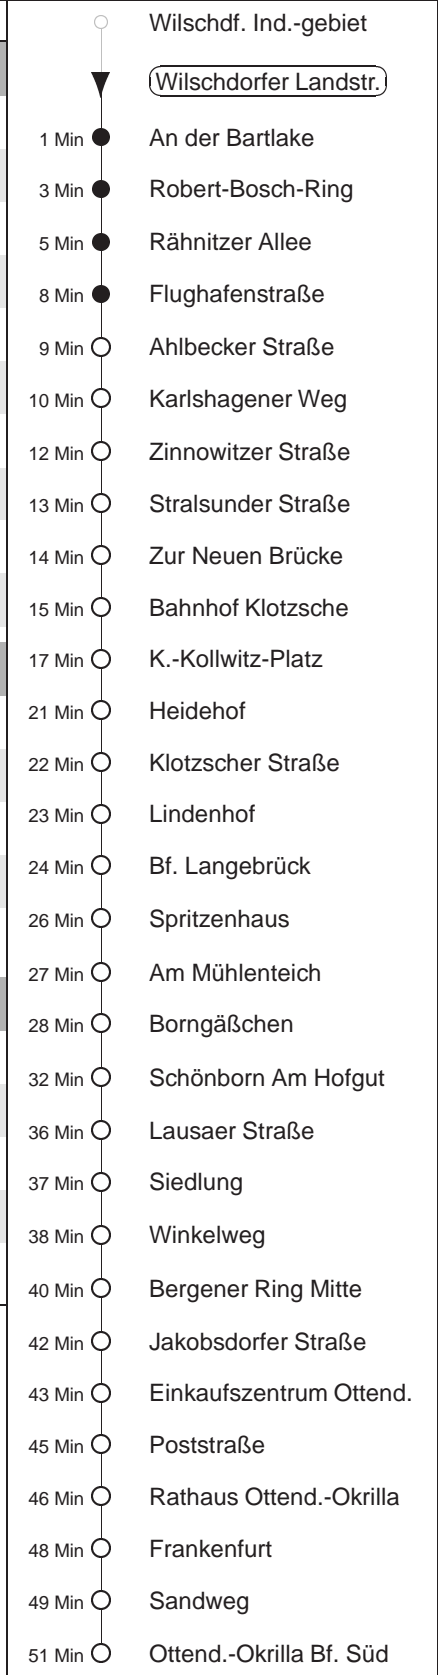 Wilschdf. Ind.-gebiet
Wilschdorfer Landstr.
1 Min An der Bartlake
3 Min Robert-Bosch-Ring
5 Min Rähnitzer Allee
8 Min Flughafenstraße
9 Min Ahlbecker Straße
10 Min Karlshagener Weg
12 Min Zinnowitzer Straße
13 Min Stralsunder Straße
14 Min Zur Neuen Brücke
15 Min Bahnhof Klotzsche
17 Min K.-Kollwitz-Platz
21 Min Heidehof
22 Min Klotzscher Straße
23 Min Lindenhof
24 Min Bf. Langebrück
26 Min Spritzenhaus
27 Min Am Mühlenteich
28 Min Borngäßchen
32 Min Schönborn Am Hofgut
36 Min Lausaer Straße
37 Min Siedlung
38 Min Winkelweg
40 Min Bergener Ring Mitte
42 Min Jakobsdorfer Straße
43 Min Einkaufszentrum Ottend.
45 Min Poststraße
46 Min Rathaus Ottend.-Okrilla
48 Min Frankenfurt
49 Min Sandweg
51 Min Ottend.-Okrilla Bf. Süd